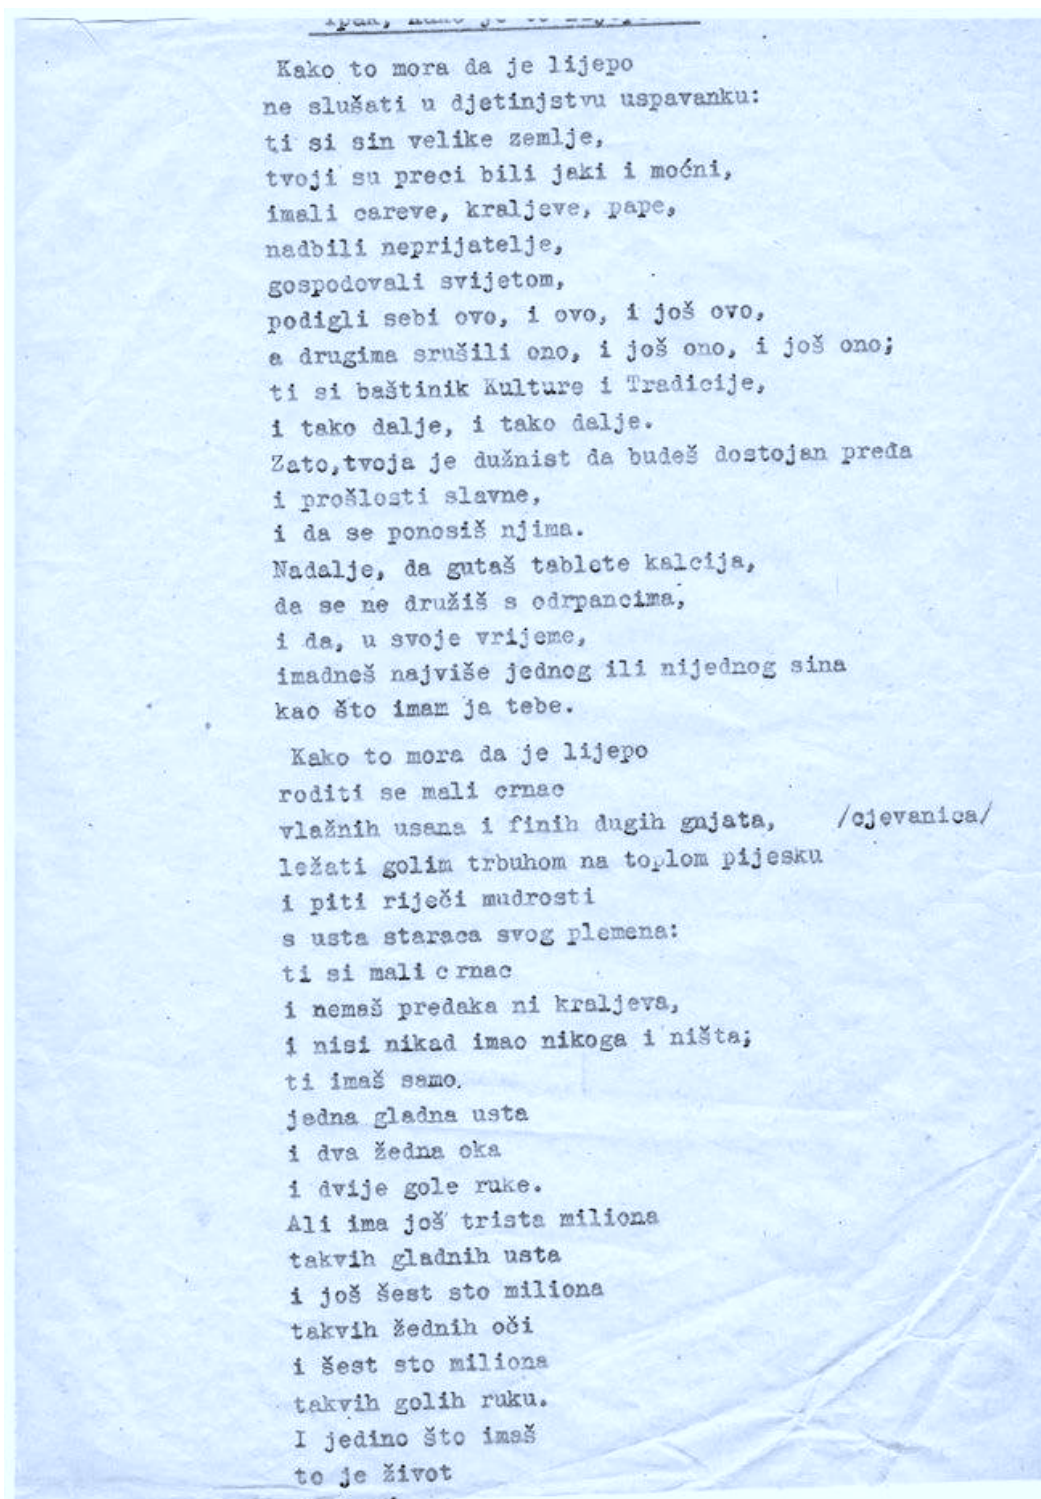 Kako to mora da je lijepo
ne slušati u djetinjstvu uspavanku:
ti si sin velike zemlje,
tvoji su preci bili jaki i moćni,
imali careve, kraljeve, pape,
nadbili neprijatelje,
gospodovali svijetom,
podigli sebi ovo, i ovo, i još ovo,
a drugima srušili ono, i još ono, i još ono;
ti si baštinik Kulture i Tradicije,
i tako dalje, i tako dalje.
Zato,tvoja je dužnist da budeš dostojan pređa
i prošlosti slavne,
i da se ponosiš njima.
Nadalje, da gutaš tablete kalcija,
da se ne družiš s odrpancima,
i da, u svoje vrijeme,
imadneš najviše jednog ili nijednog sina
kao što imam ja tebe.
Kako to mora da je lijepo
roditi se mali crnac
vlažnih usana i finih dugih gnjata, /cjevanica/
ležati golim trbuhom na toplom pijesku
i piti riječi mudrosti
s usta staraca svog plemena:
ti si mali c rnac
i nemaš predaka ni kraljeva,
i nisi nikad imao nikoga i ništa;
ti imaš samo.
jedna gladna usta
i dva žedna oka
i dvije gole ruke.
Ali ima još trista miliona
takvih gladnih usta
i još šest sto miliona
takvih žednih oči
i šest sto miliona
takvih golih ruku.
I jedino što imaš
to je život